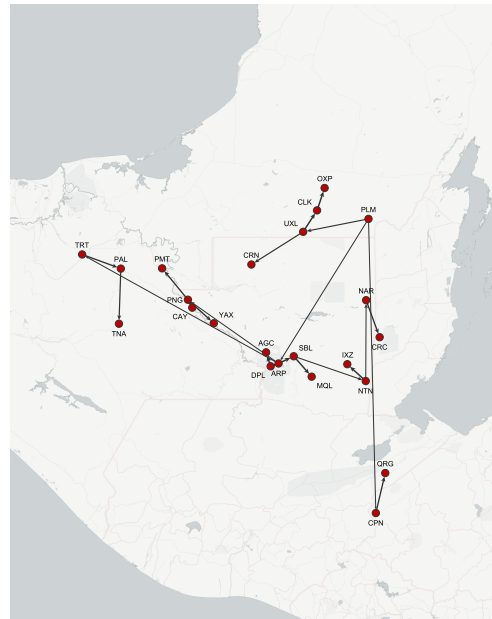 OXP
CLK
PLM
UXL
TRT
PAL
PMT
CRN
NAR
PNG
CAY
YAX
TNA
CRC
AGC
SBL
IXZ
DPL
ARP
MQL
NTN
QRG
CPN